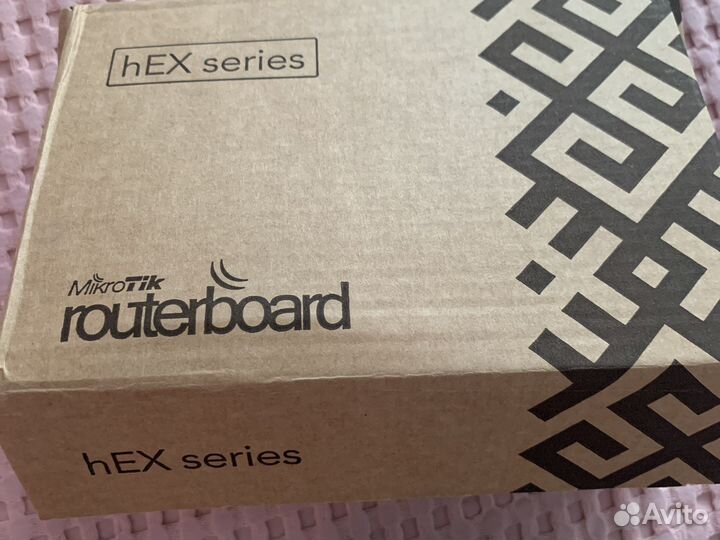 hEX series
MikroTik
routerboard
hEX series
Avito